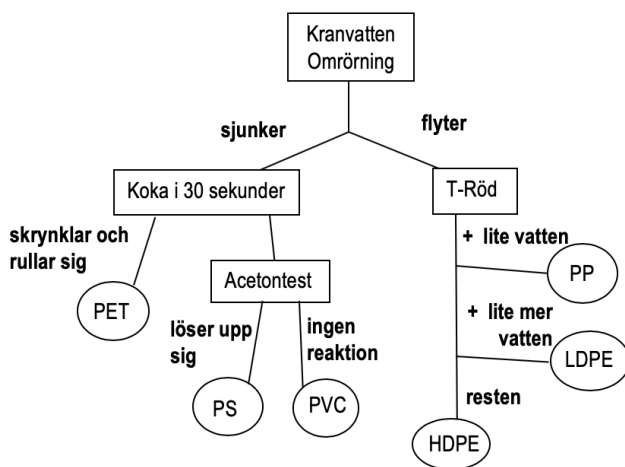 Kranvatten
Omrörning
sjunker
flyter
Koka i 30 sekunder
T-Röd
skrynklar och
rullar sig
+ lite vatten
PET
Acetontest
PP
löser upp
sig
ingen
reaktion
+ lite mer
vatten
LDPE
PS
PVC
resten
HDPE